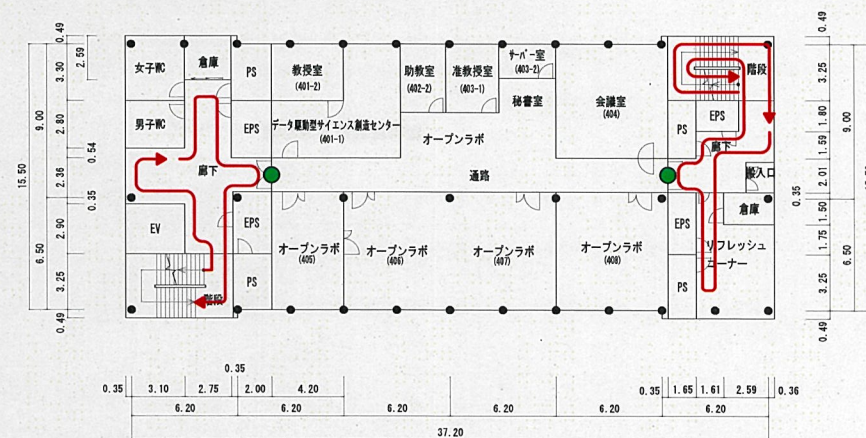 0.49
2.59
3.30
9.00
2.80
0.54
15.50
2.36
0.35
2.90
6.50
3.25
0.49
女子WC
倉庫
PS
教授室
(401-2)
助教室
(402-2)
准教授室
(403-1)
サーバー室
(403-2)
秘書室
会議室
(404)
階段
男子WC
EPS
データ駆動型サイエンス創造センター
(401-1)
オープンラボ
PS
EPS
廊下
廊下
通路
搬入口
倉庫
EV
EPS
オープンラボ
(405)
オープンラボ
(406)
オープンラボ
(407)
オープンラボ
(408)
EPS
リフレッシュ
コーナー
階段
PS
PS
0.49
3.25
1.80
9.00
1.59
2.01
0.35
1.50
1.75
6.50
3.25
0.49
0.35
0.35
3.10
2.75
2.00
4.20
0.35
1.65
1.61
2.59
0.36
6.20
6.20
6.20
6.20
6.20
6.20
37.20